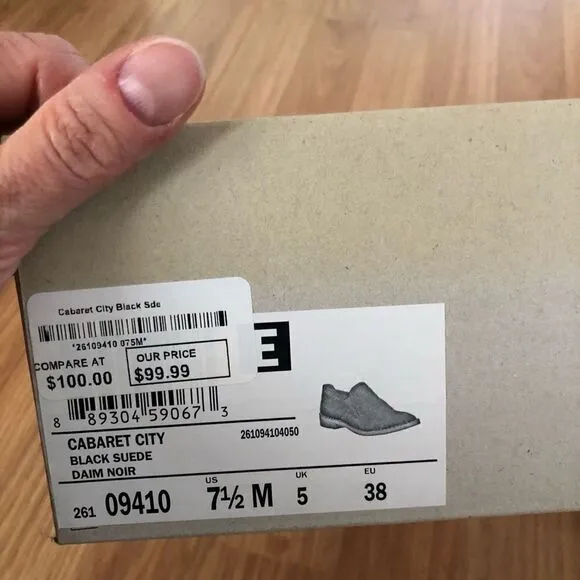 Cabaret City Black Sde
*26109410 075M*
COMPARE AT
$100.00
OUR PRICE
$99.99
E
8 89304 59067 3
CABARET CITY
261094104050
BLACK SUEDE
DAIM NOIR
US UK EU
261 09410 7½ M 5 38